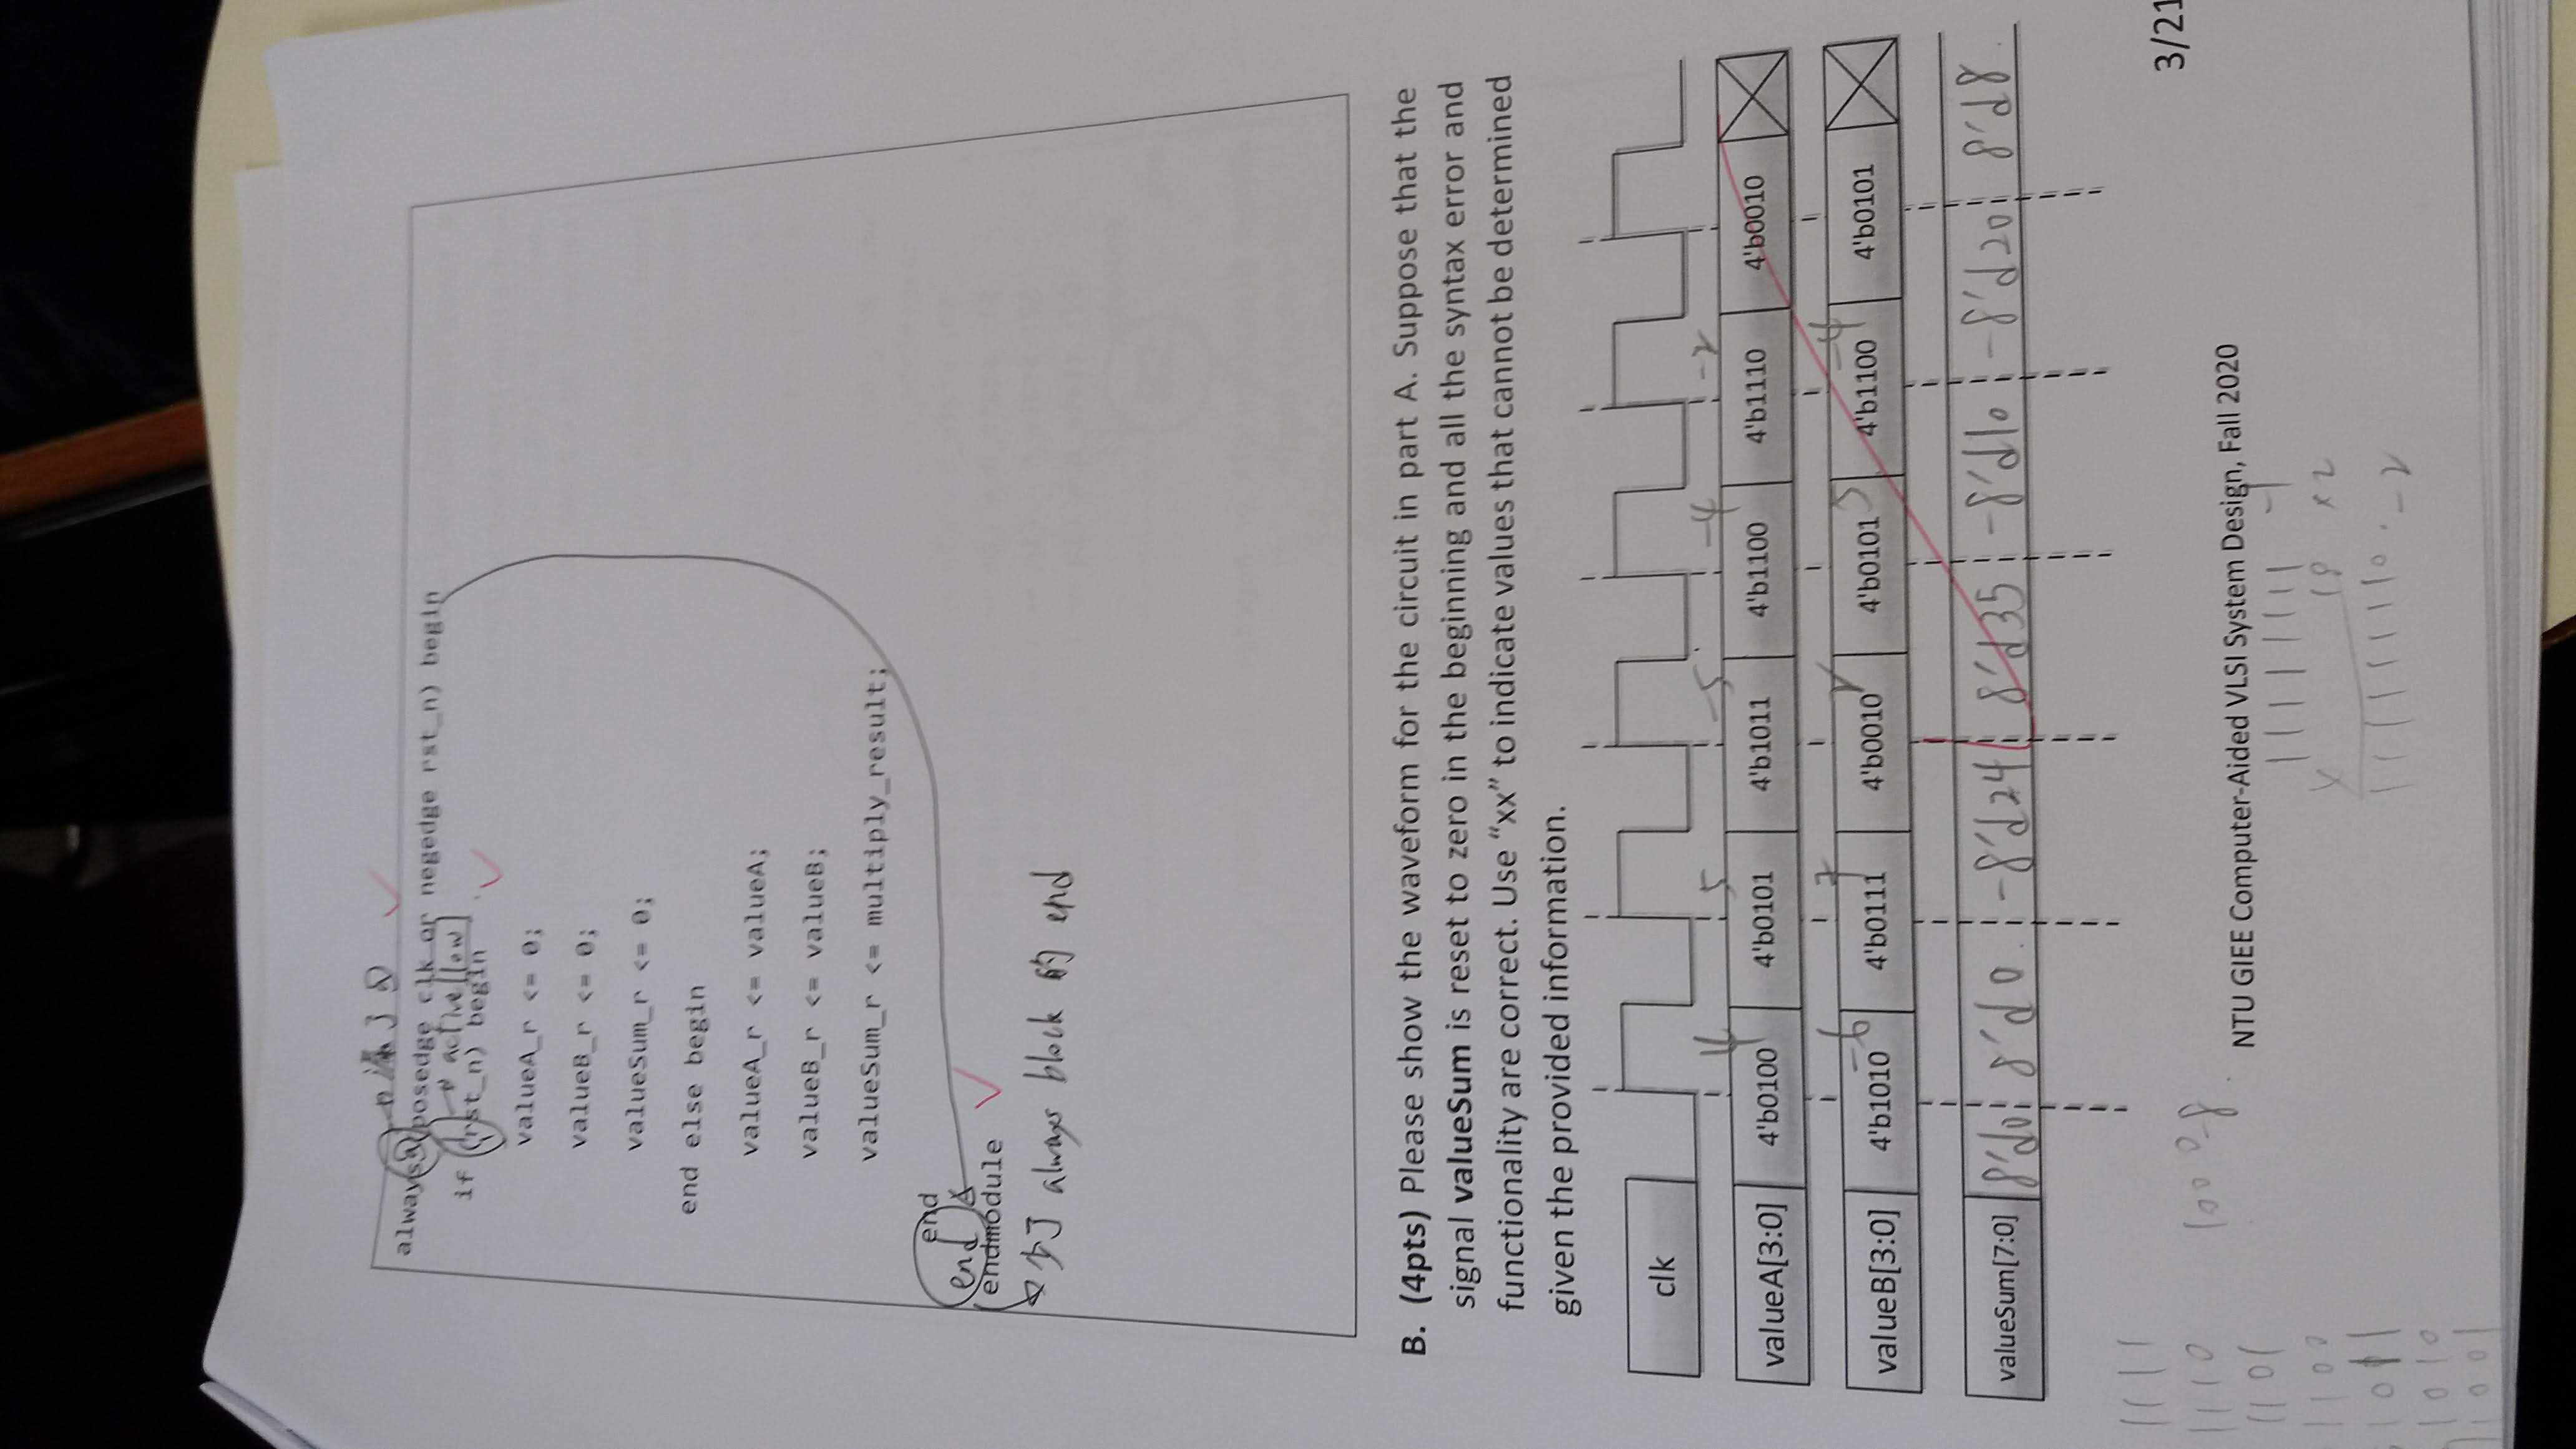 漏了@
always@(posedge clk or negedge rst_n) begin
active low
if (!rst_n) begin
valueA_r <= 0;
valueB_r <= 0;
valueSum_r <= 0;
end else begin
valueA_r <= valueA;
valueB_r <= valueB;
valueSum_r <= multiply_result;
end
end
endmodule
少了 always block 的 end
B. (4pts) Please show the waveform for the circuit in part A. Suppose that the
signal valueSum is reset to zero in the beginning and all the syntax error and
functionality are correct. Use “xx” to indicate values that cannot be determined
given the provided information.
clk
4 5 -5 -4 -2
valueA[3:0] 4'b0100 4'b0101 4'b1011 4'b1100 4'b1110 4'b0010
-6 7 2 5 -4
valueB[3:0] 4'b1010 4'b0111 4'b0010 4'b0101 4'b1100 4'b0101
valueSum[7:0] 8'd0 8'd0 -8'd24 8'd35 -8'd10 -8'd20 8'd8
1111
1110
1101
1100
1011
1010
1001
1000 -8
3/21
NTU GIEE Computer-Aided VLSI System Design, Fall 2020
11111111 -1
x2
-2